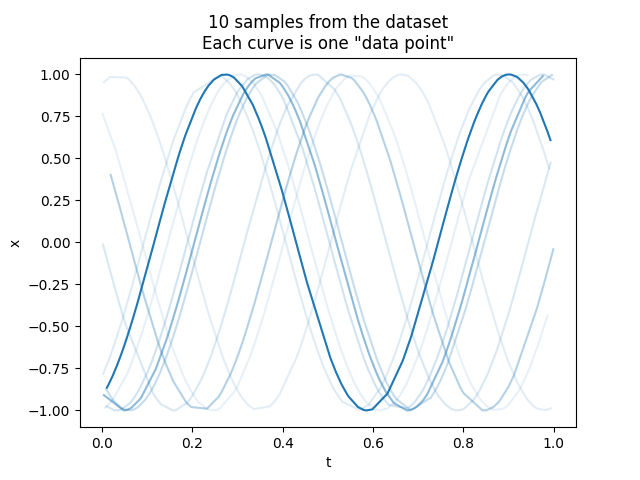 10 samples from the dataset
Each curve is one "data point"
1.00
0.75
0.50
0.25
0.00
−0.25
−0.50
−0.75
−1.00
x
0.0 0.2 0.4 0.6 0.8 1.0
t